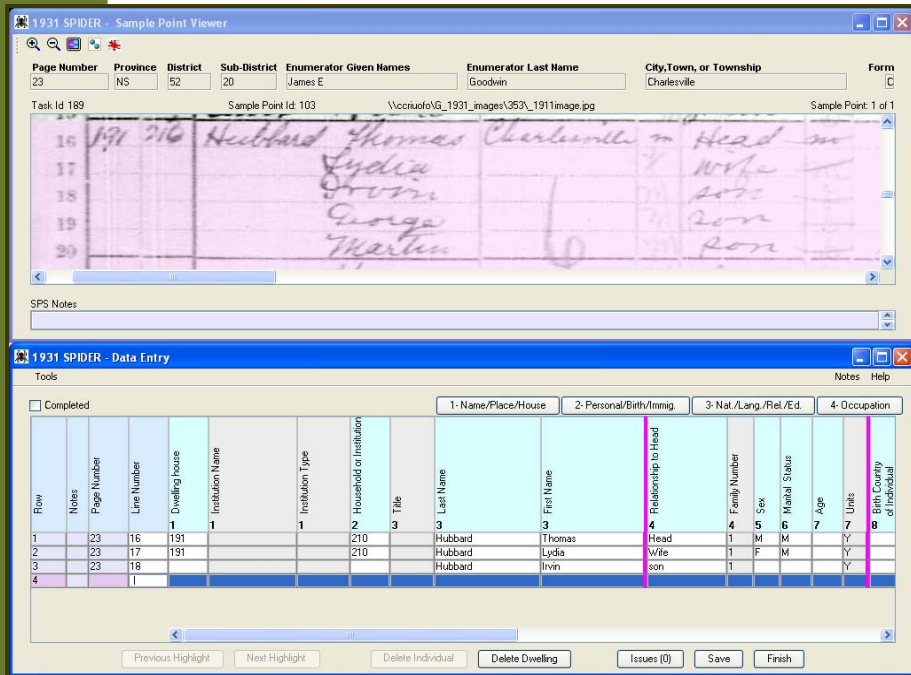 1931 SPIDER - Sample Point Viewer
Page Number Province District Sub-District Enumerator Given Names Enumerator Last Name City,Town, or Township Form
23 NS 52 20 James E Goodwin Charlesville C
Task Id 189 Sample Point Id: 103 \\ccriuofo\G_1931_images\353\_1911image.jpg Sample Point: 1 of 1
16 191 210 Hubbard Thomas Charlesville m Head m
17 Lydia wife
18 Irvin son
19 George son
20 Martin son
SPS Notes
1931 SPIDER - Data Entry
Tools Notes Help
Completed 1- Name/Place/House 2- Personal/Birth/Immig. 3- Nat./Lang./Rel./Ed. 4- Occupation
Row Notes Page Number Line Number Dwelling house Institution Name Institution Type Household or Institution Title Last Name First Name Relationship to Head Family Number Sex Marital Status Age Units Birth Country of Individual
1 1 1 2 3 3 3 4 4 5 6 7 7 8
1 23 16 191 210 Hubbard Thomas Head 1 M M Y
2 23 17 191 210 Hubbard Lydia Wife 1 F M Y
3 23 18 Hubbard Irvin son 1 Y
4
Previous Highlight Next Highlight Delete Individual Delete Dwelling Issues (0) Save Finish